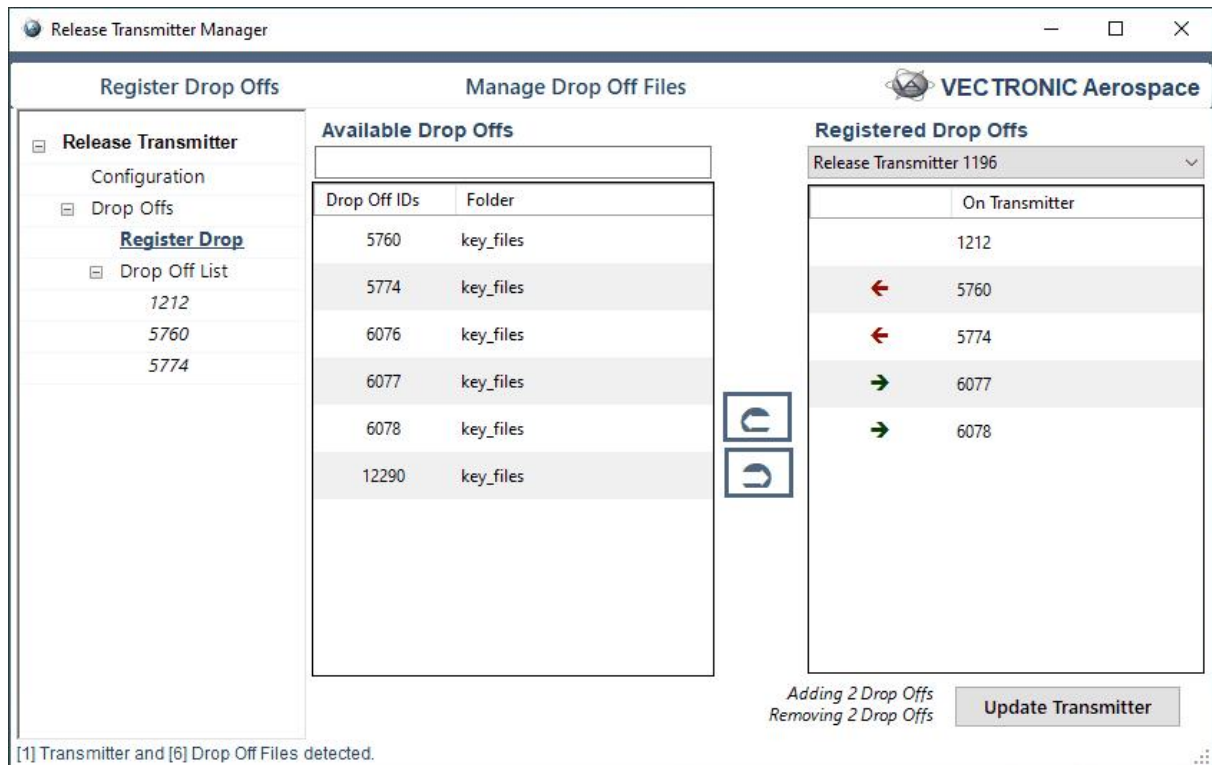 Release Transmitter Manager
Register Drop Offs
Manage Drop Off Files
VECTRONIC Aerospace
Release Transmitter
Configuration
Drop Offs
Register Drop
Drop Off List
1212
5760
5774
Available Drop Offs
Drop Off IDs Folder
5760 key_files
5774 key_files
6076 key_files
6077 key_files
6078 key_files
12290 key_files
Registered Drop Offs
Release Transmitter 1196
On Transmitter
1212
5760
5774
6077
6078
Adding 2 Drop Offs
Removing 2 Drop Offs
Update Transmitter
[1] Transmitter and [6] Drop Off Files detected.